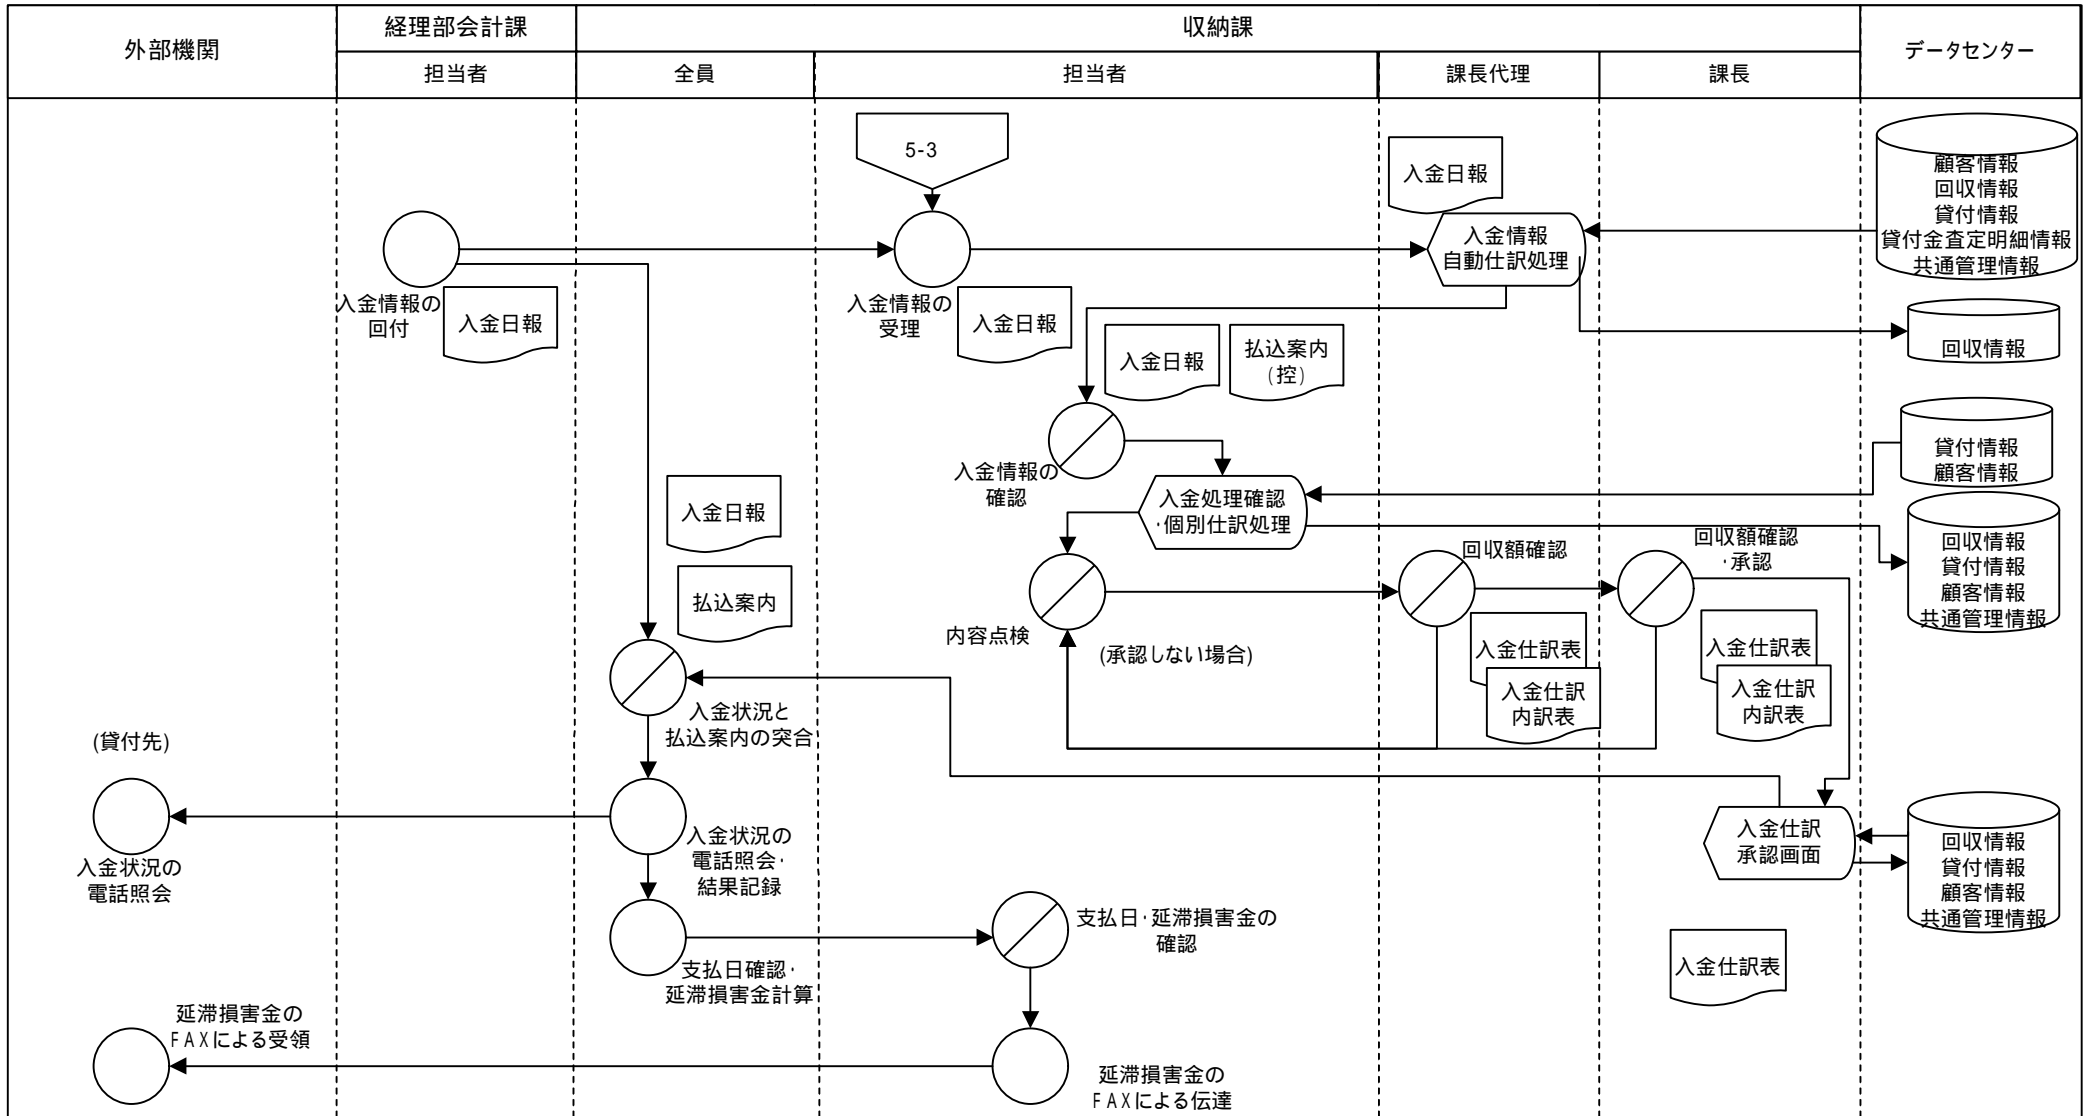 外部機関
経理部会計課
収納課
データセンター
担当者
全員
担当者
課長代理
課長
5-3
入金日報
顧客情報
回収情報
貸付情報
貸付金査定明細情報
共通管理情報
入金情報
自動仕訳処理
入金情報の
回付
入金日報
入金情報の
受理
入金日報
入金日報
払込案内
(控)
回収情報
入金情報の
確認
貸付情報
顧客情報
入金日報
入金処理確認
・個別仕訳処理
回収額確認
回収額確認
・承認
回収情報
貸付情報
顧客情報
共通管理情報
払込案内
内容点検
(承認しない場合)
入金仕訳表
入金仕訳
内訳表
入金仕訳表
入金仕訳
内訳表
入金状況と
払込案内の突合
(貸付先)
入金状況の
電話照会
入金状況の
電話照会・
結果記録
入金仕訳
承認画面
回収情報
貸付情報
顧客情報
共通管理情報
支払日・延滞損害金の
確認
支払日確認・
延滞損害金計算
入金仕訳表
延滞損害金の
FAXによる受領
延滞損害金の
FAXによる伝達